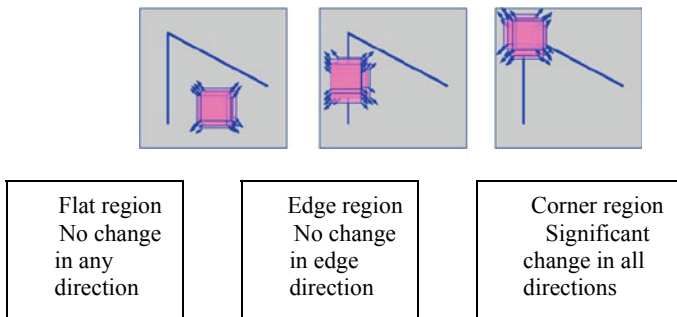 Flat region
No change
in any
direction
Edge region
No change
in edge
direction
Corner region
Significant
change in all
directions